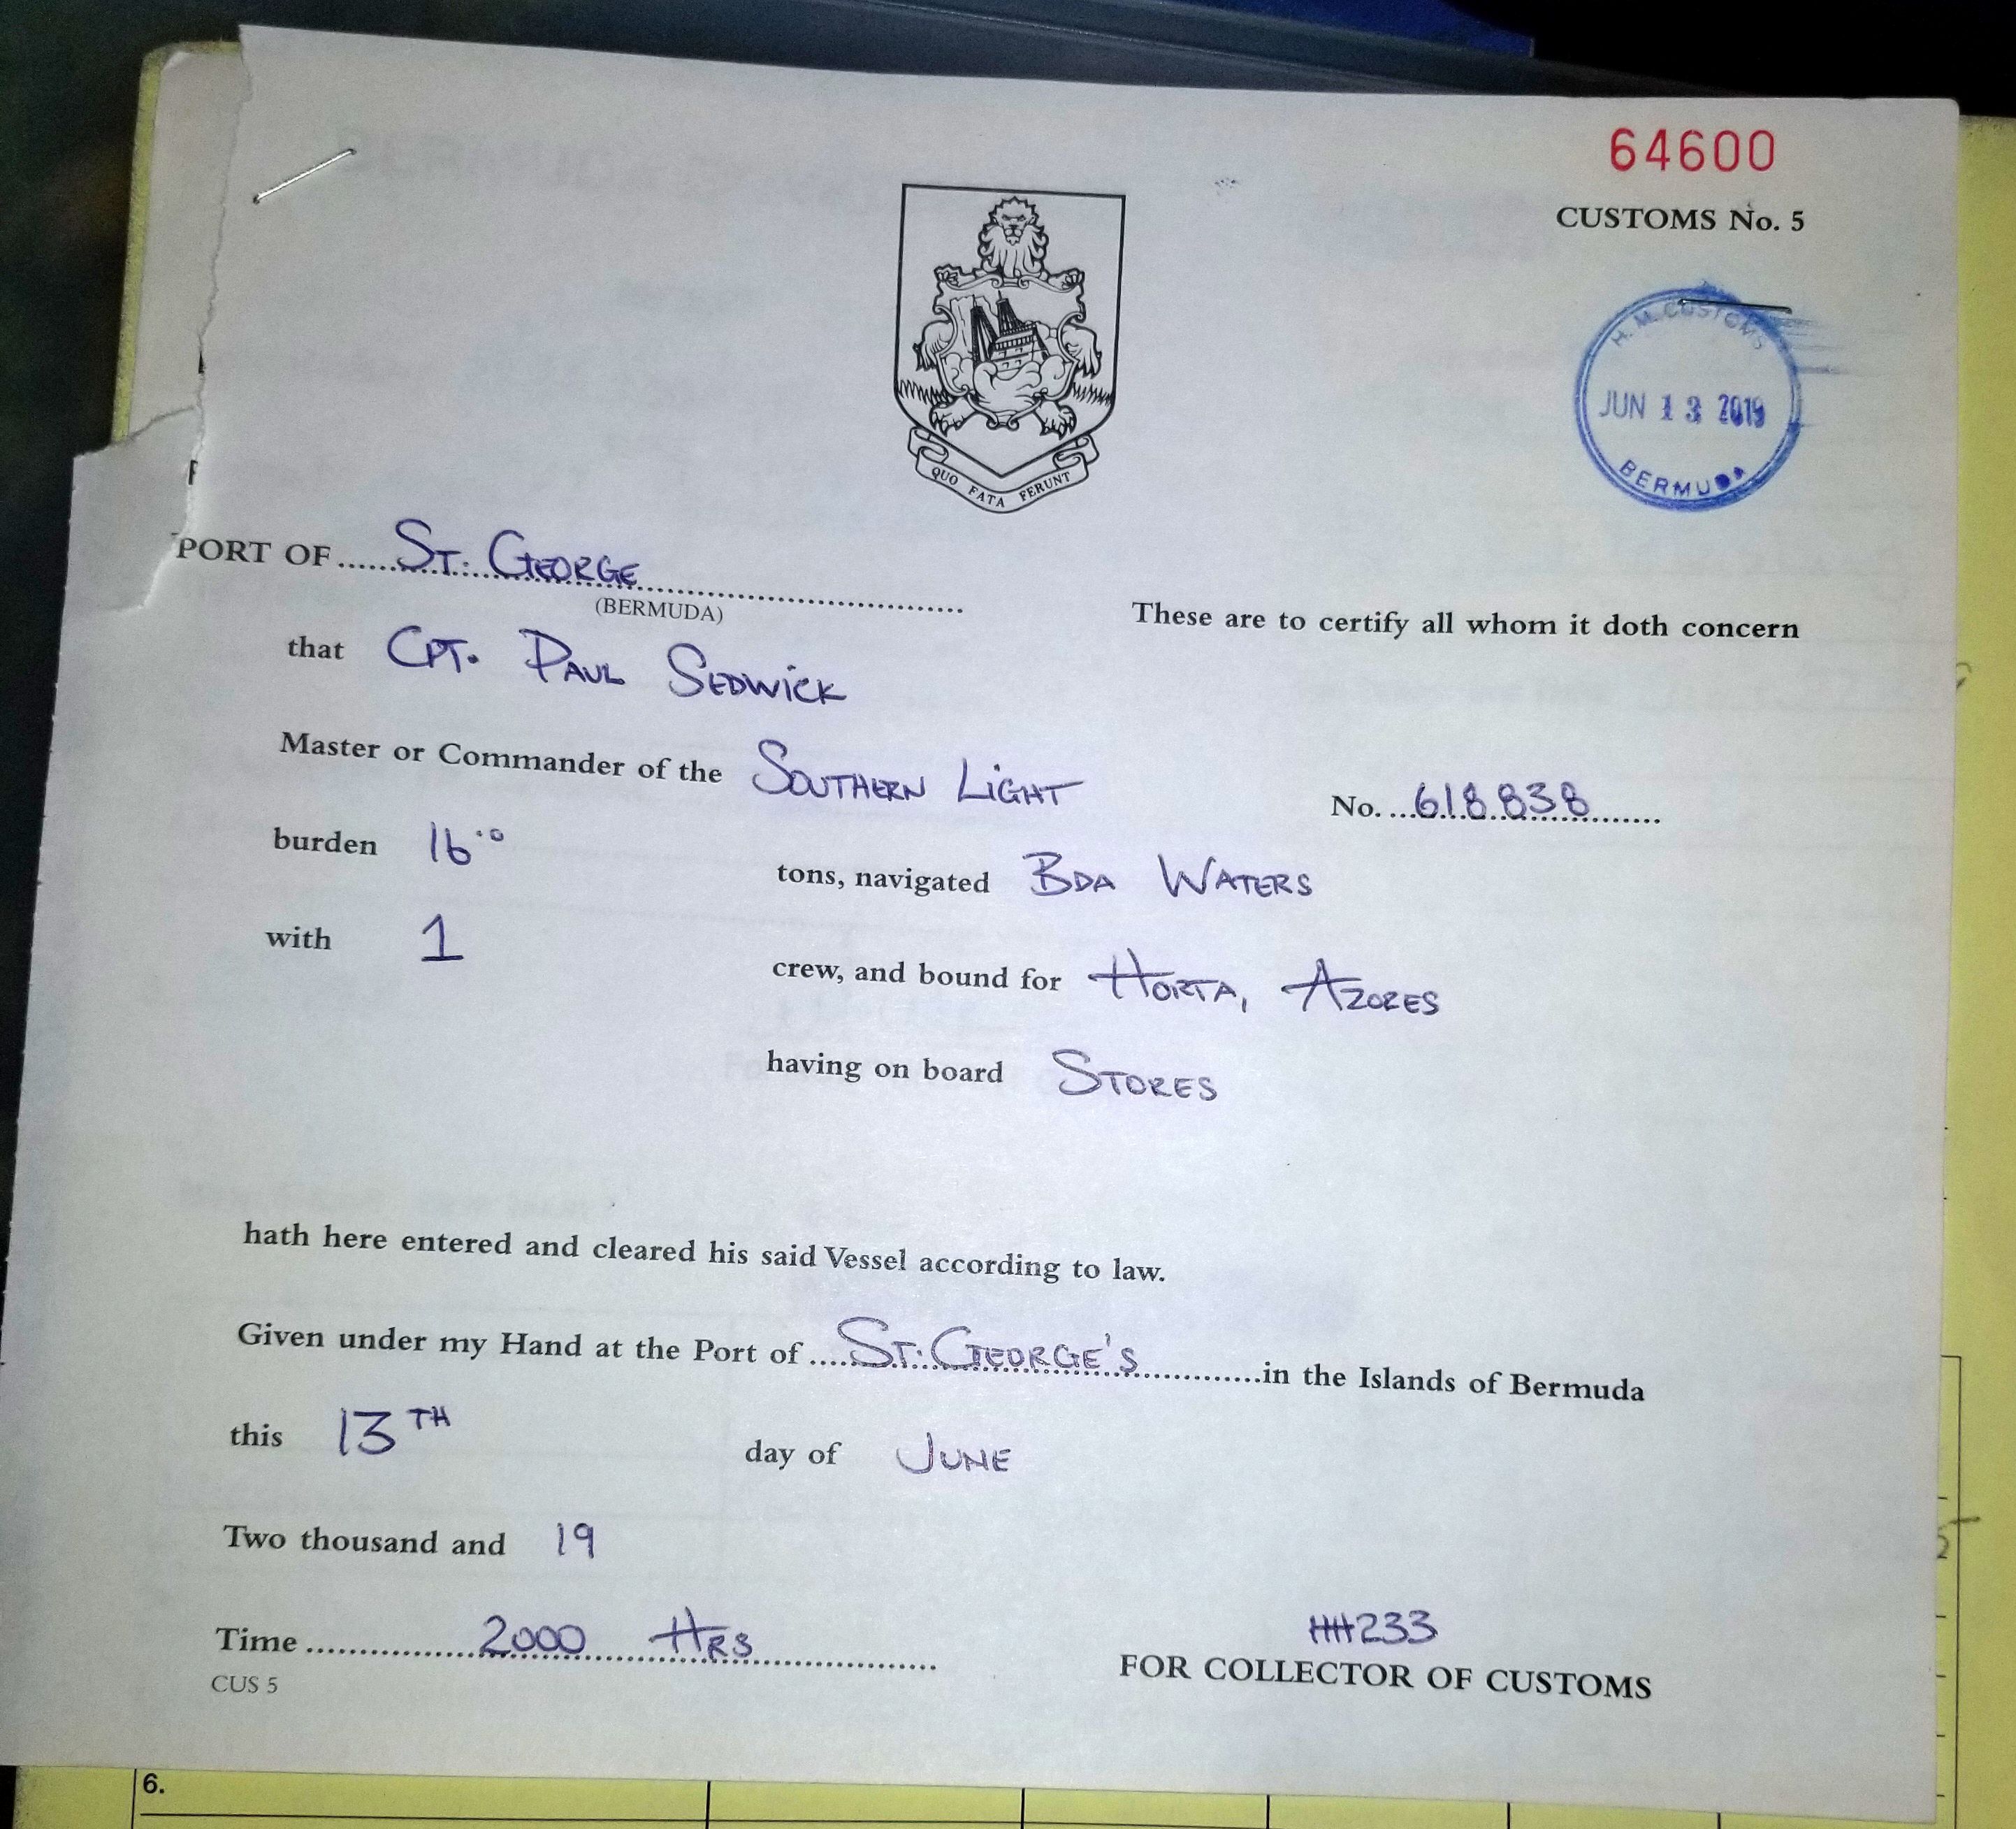 64600
CUSTOMS No. 5
H. M. CUSTOMS
JUN 13 2019
BERMUDA
QUO FATA FERUNT
PORT OF ST. GEORGE
(BERMUDA)
These are to certify all whom it doth concern
that CPT. PAUL SEDWICK
Master or Commander of the SOUTHERN LIGHT No. 618838
burden 16.0 tons, navigated BDA WATERS
with 1 crew, and bound for HORTA, AZORES
having on board STORES
hath here entered and cleared his said Vessel according to law.
Given under my Hand at the Port of ST. GEORGE'S in the Islands of Bermuda
this 13TH day of JUNE
Two thousand and 19
Time 2000 HRS
HH233
CUS 5
FOR COLLECTOR OF CUSTOMS
6.